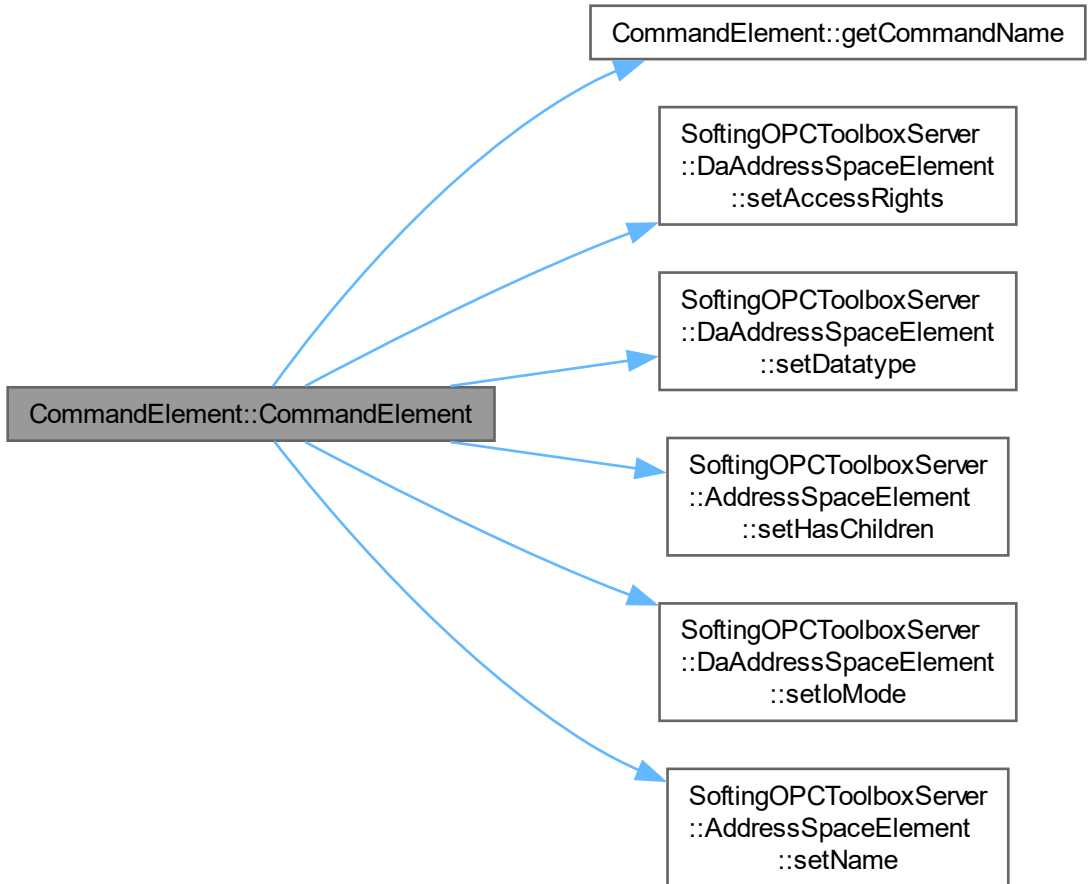 CommandElement::getCommandName
SoftingOPCToolboxServer
::DaAddressSpaceElement
::setAccessRights
SoftingOPCToolboxServer
::DaAddressSpaceElement
::setDatatype
CommandElement::CommandElement
SoftingOPCToolboxServer
::AddressSpaceElement
::setHasChildren
SoftingOPCToolboxServer
::DaAddressSpaceElement
::setIoMode
SoftingOPCToolboxServer
::AddressSpaceElement
::setName